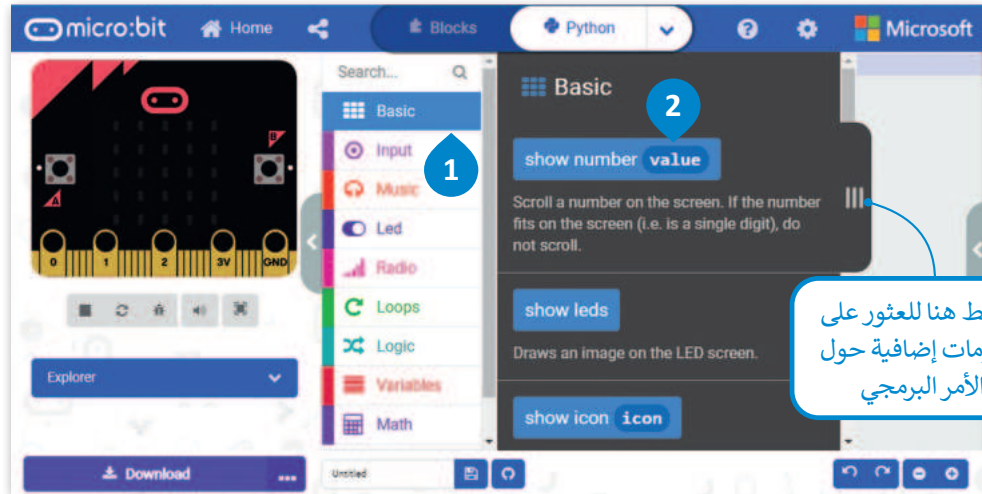 micro:bit Home Blocks Python Microsoft
Search...
Basic
Input
Music
Led
Radio
Loops
Logic
Variables
Math
1
Basic
2
show number value
Scroll a number on the screen. If the number
fits on the screen (i.e. is a single digit), do
not scroll.
show leds
Draws an image on the LED screen.
show icon icon
هنا للعثور على
إضافية حول
الأمر البرمجي
A
B
0 1 2 3V GND
Explorer
Download ...
Untitled